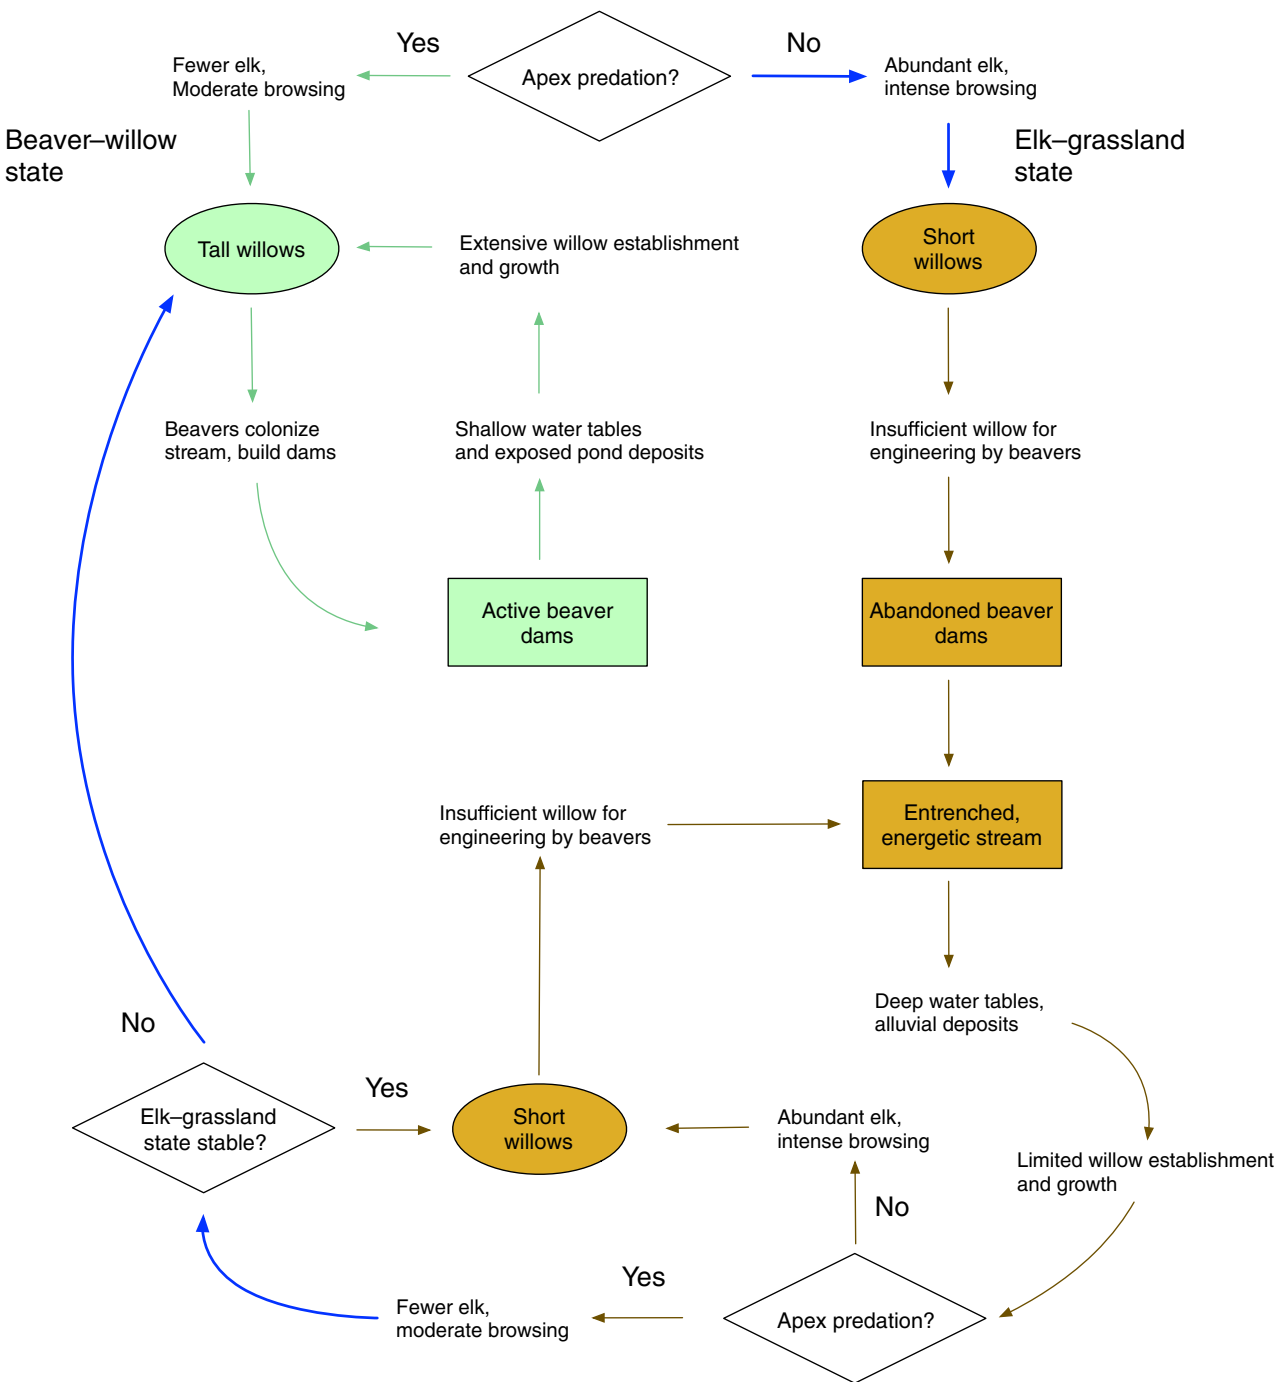 Yes
No
Fewer elk,
Moderate browsing
Apex predation?
Abundant elk,
intense browsing
Beaver–willow
state
Elk–grassland
state
Tall willows
Extensive willow establishment
and growth
Short
willows
Beavers colonize
stream, build dams
Shallow water tables
and exposed pond deposits
Insufficient willow for
engineering by beavers
Active beaver
dams
Abandoned beaver
dams
Insufficient willow for
engineering by beavers
Entrenched,
energetic stream
Deep water tables,
alluvial deposits
No
Yes
Elk–grassland
state stable?
Short
willows
Abundant elk,
intense browsing
Limited willow establishment
and growth
No
Yes
Fewer elk,
moderate browsing
Apex predation?